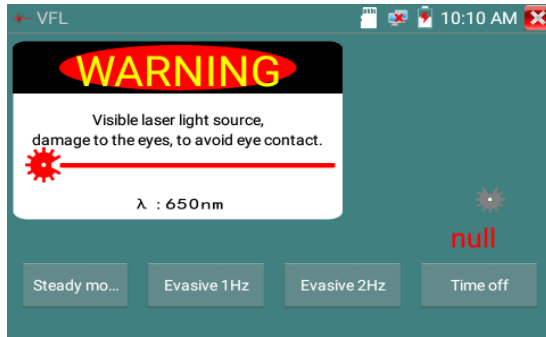 VFL
10:10 AM
WARNING
Visible laser light source,
damage to the eyes, to avoid eye contact.
λ :650nm
null
Steady mo...
Evasive 1Hz
Evasive 2Hz
Time off